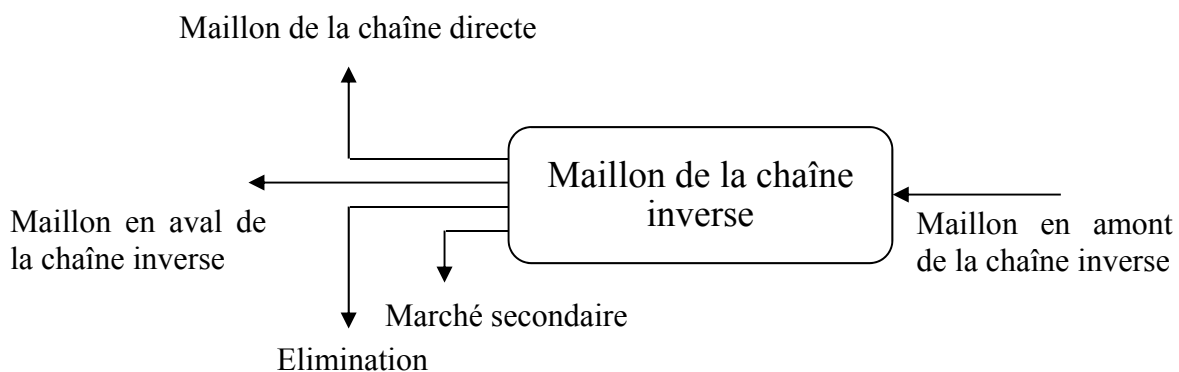 Maillon de la chaîne directe
Maillon de la chaîne
inverse
Maillon en aval de
la chaîne inverse
Maillon en amont
de la chaîne inverse
Marché secondaire
Elimination